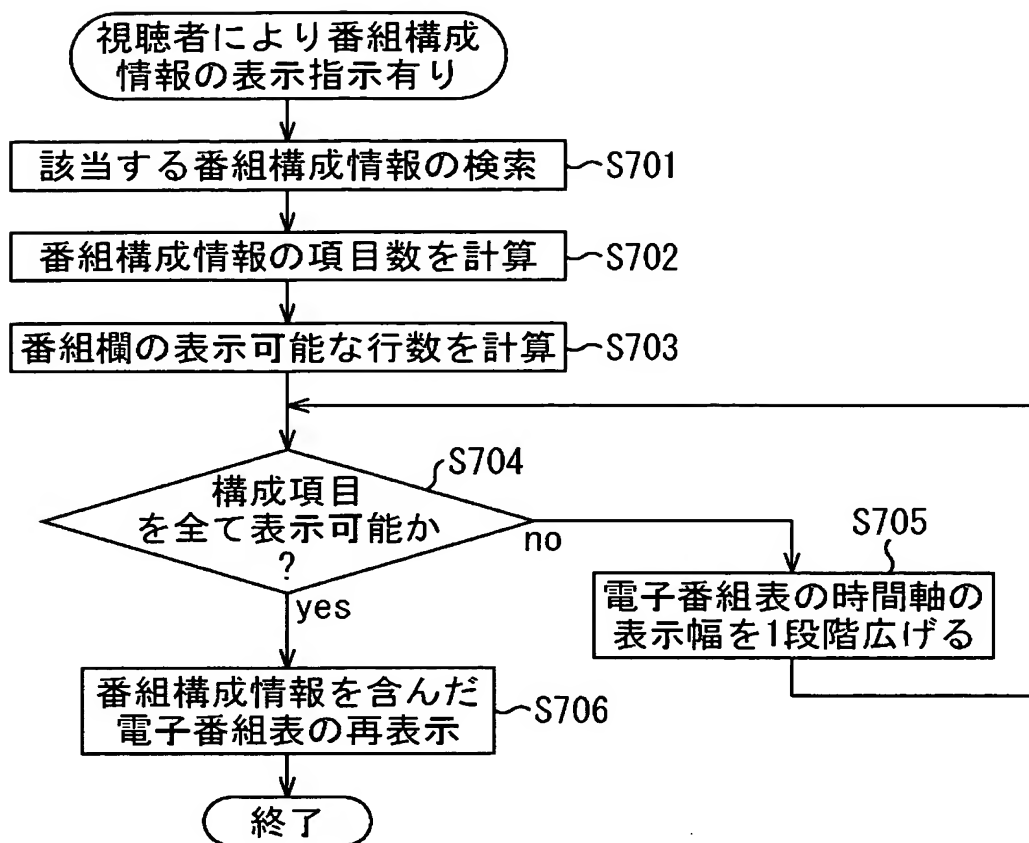 視聴者により番組構成
情報の表示指示有り
該当する番組構成情報の検索
S701
番組構成情報の項目数を計算
S702
番組欄の表示可能な行数を計算
S703
S704
構成項目
を全て表示可能か
?
no
yes
S705
電子番組表の時間軸の
表示幅を1段階広げる
番組構成情報を含んだ
電子番組表の再表示
S706
終了